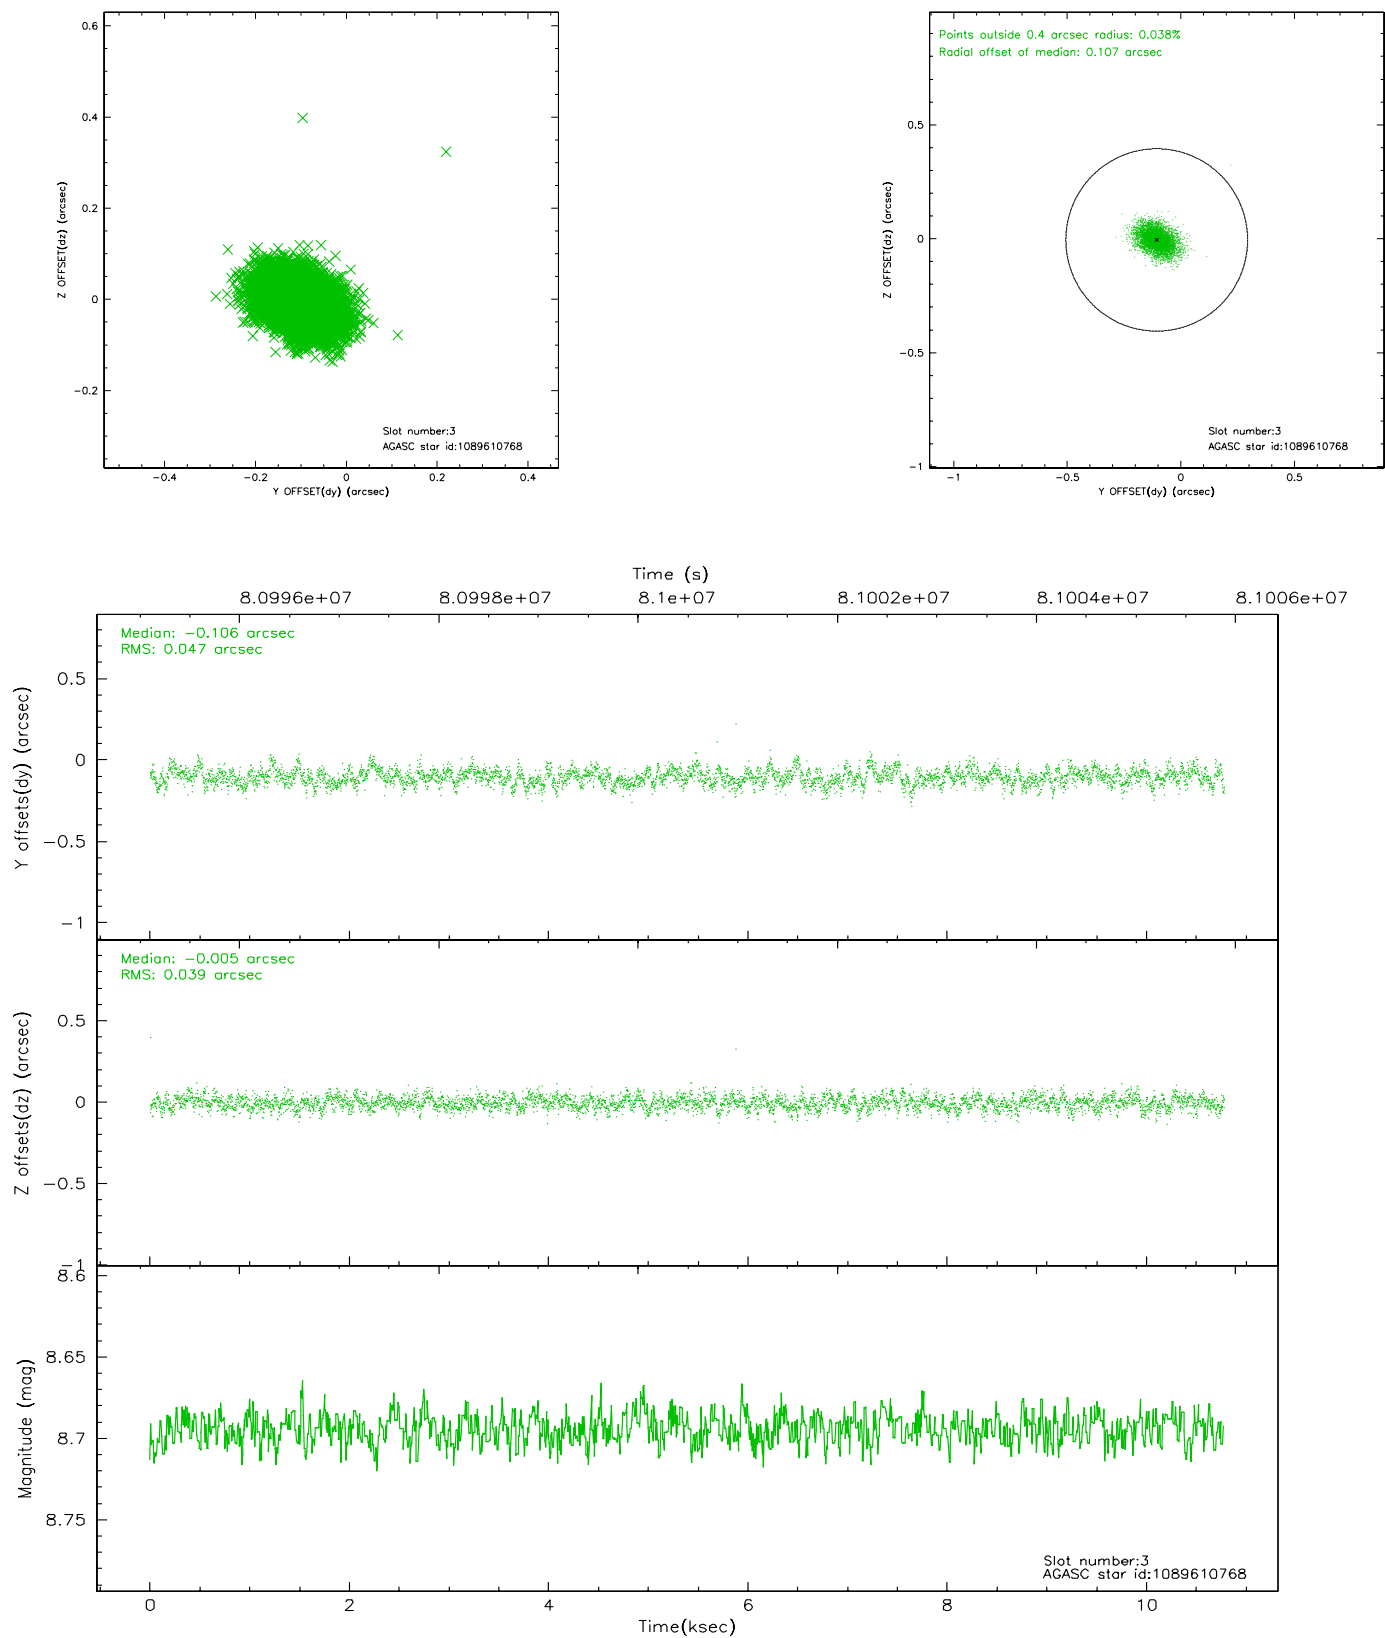 0.6
0.4
0.2
0
−0.2
Z OFFSET(dz) (arcsec)
Slot number:3
AGASC star id:1089610768
−0.4 −0.2 0 0.2 0.4
Y OFFSET(dy) (arcsec)
Points outside 0.4 arcsec radius: 0.038%
Radial offset of median: 0.107 arcsec
0.5
0
−0.5
−1
Z OFFSET(dz) (arcsec)
Slot number:3
AGASC star id:1089610768
−1 −0.5 0 0.5
Y OFFSET(dy) (arcsec)
Time (s)
8.0996e+07 8.0998e+07 8.1e+07 8.1002e+07 8.1004e+07 8.1006e+07
Median: −0.106 arcsec
RMS: 0.047 arcsec
0.5
0
−0.5
−1
Y offsets(dy) (arcsec)
Median: −0.005 arcsec
RMS: 0.039 arcsec
0.5
0
−0.5
−1
Z offsets(dz) (arcsec)
8.6
8.65
8.7
8.75
Magnitude (mag)
Slot number:3
AGASC star id:1089610768
0 2 4 6 8 10
Time(ksec)